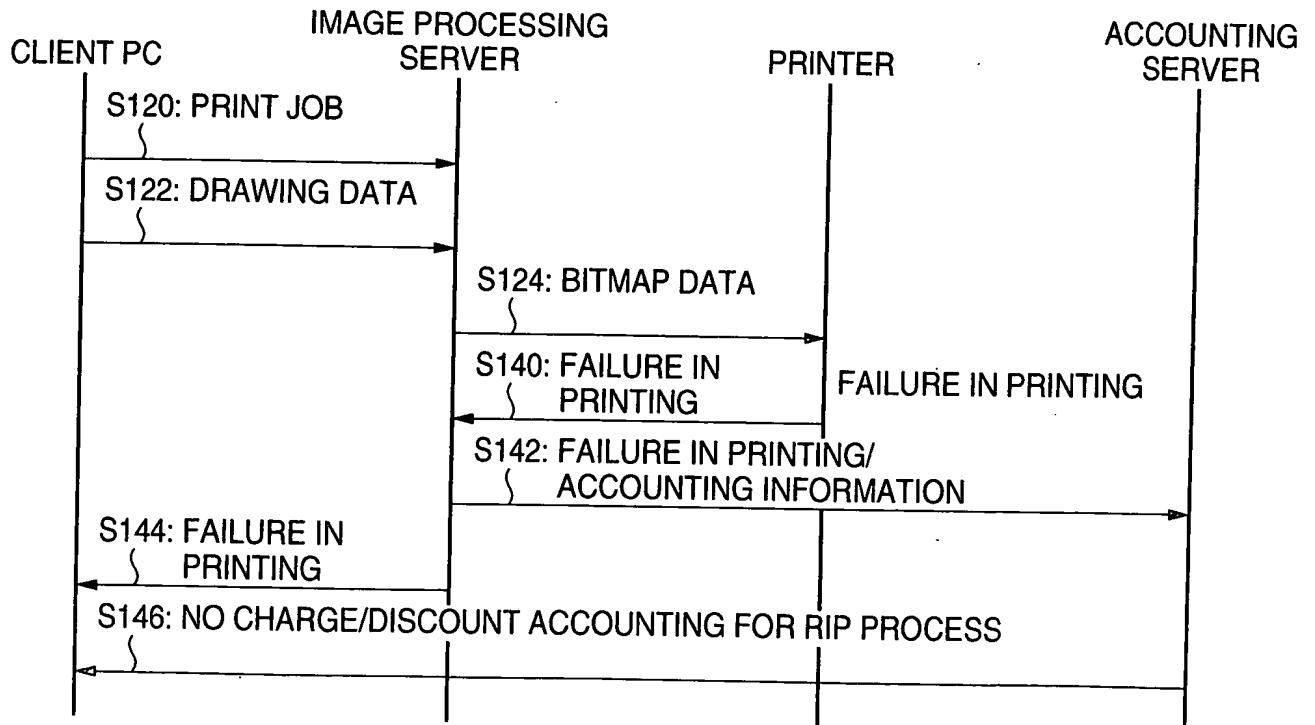 CLIENT PC
IMAGE PROCESSING
SERVER
PRINTER
ACCOUNTING
SERVER
S120: PRINT JOB
S122: DRAWING DATA
S124: BITMAP DATA
S140: FAILURE IN
PRINTING
FAILURE IN PRINTING
S142: FAILURE IN PRINTING/
ACCOUNTING INFORMATION
S144: FAILURE IN
PRINTING
S146: NO CHARGE/DISCOUNT ACCOUNTING FOR RIP PROCESS